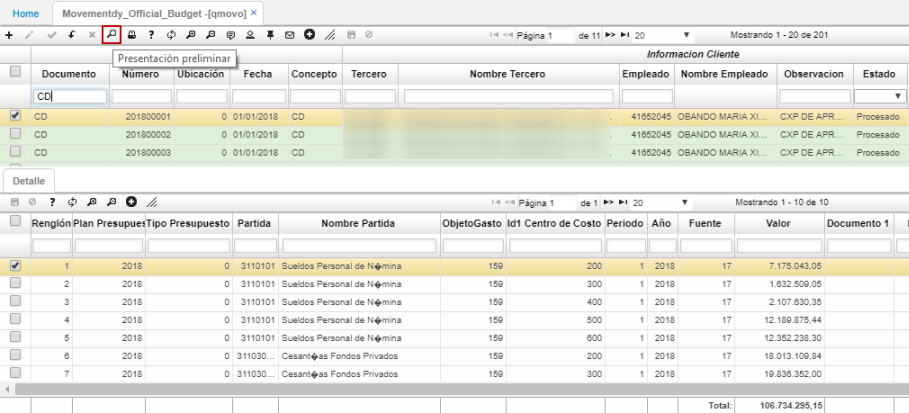 Home Movementdy_Official_Budget -[qmovo] ×
Página 1 de 11 20 Mostrando 1 - 20 de 201
Presentación preliminar
Informacion Cliente
Documento Número Ubicación Fecha Concepto Tercero Nombre Tercero Empleado Nombre Empleado Observacion Estado
CD
CD 201800001 0 01/01/2018 CD . 41652045 OBANDO MARIA XI... CXP DE APR... Procesado
CD 201800002 0 01/01/2018 CD . 41652045 OBANDO MARIA XI... CXP DE APR... Procesado
CD 201800003 0 01/01/2018 CD . 41652045 OBANDO MARIA XI... CXP DE APR... Procesado
Detalle
Página 1 de 1 20 Mostrando 1 - 10 de 10
Renglón Plan Presupues Tipo Presupuesto Partida Nombre Partida ObjetoGasto Id1 Centro de Costo Periodo Año Fuente Valor Documento 1
1 2018 0 3110101 Sueldos Personal de N�mina 159 200 1 2018 17 7.175.043,05
2 2018 0 3110101 Sueldos Personal de N�mina 159 300 1 2018 17 1.632.509,05
3 2018 0 3110101 Sueldos Personal de N�mina 159 400 1 2018 17 2.107.630,35
4 2018 0 3110101 Sueldos Personal de N�mina 159 500 1 2018 17 12.189.875,44
5 2018 0 3110101 Sueldos Personal de N�mina 159 600 1 2018 17 12.352.238,30
6 2018 0 311030... Cesant�as Fondos Privados 159 200 1 2018 17 18.013.109,84
7 2018 0 311030... Cesant�as Fondos Privados 159 300 1 2018 17 19.836.352,00
Total: 106.734.295,15